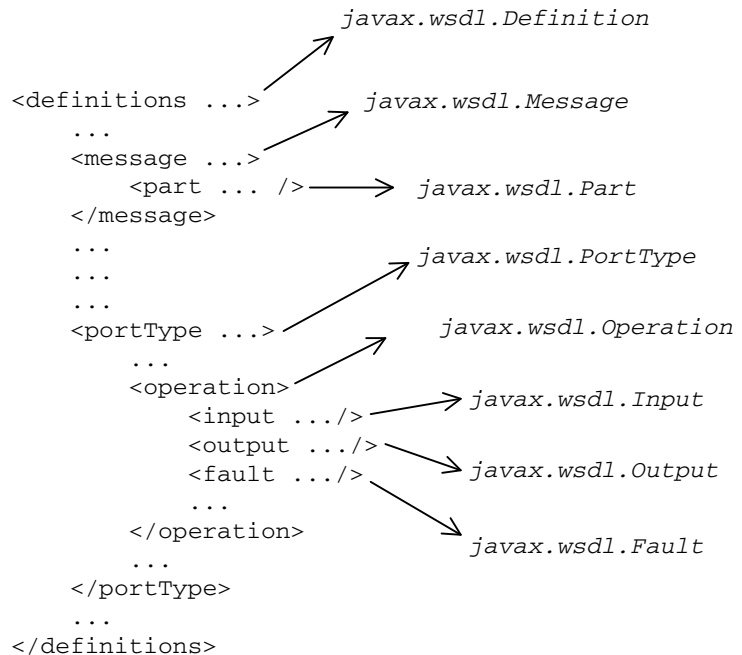 javax.wsdl.Definition
<definitions ...>
javax.wsdl.Message
...
<message ...>
<part ... />
javax.wsdl.Part
</message>
...
...
javax.wsdl.PortType
...
<portType ...>
javax.wsdl.Operation
...
<operation>
<input .../>
javax.wsdl.Input
<output .../>
<fault .../>
javax.wsdl.Output
...
</operation>
javax.wsdl.Fault
...
</portType>
...
</definitions>